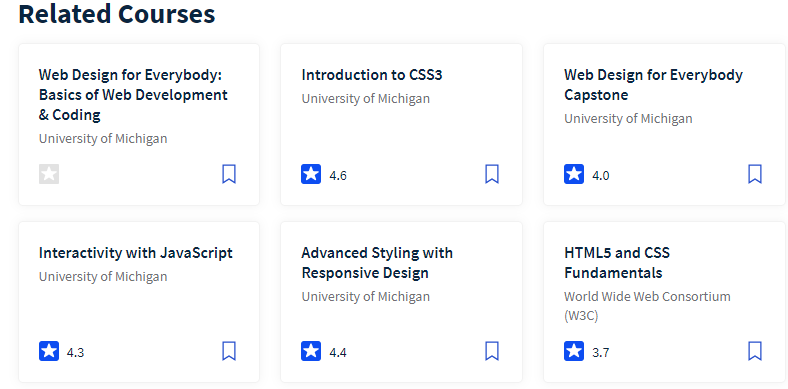 Related Courses
Web Design for Everybody:
Basics of Web Development
& Coding
University of Michigan
Introduction to CSS3
University of Michigan
4.6
Web Design for Everybody
Capstone
University of Michigan
4.0
Interactivity with JavaScript
University of Michigan
4.3
Advanced Styling with
Responsive Design
University of Michigan
4.4
HTML5 and CSS
Fundamentals
World Wide Web Consortium
(W3C)
3.7